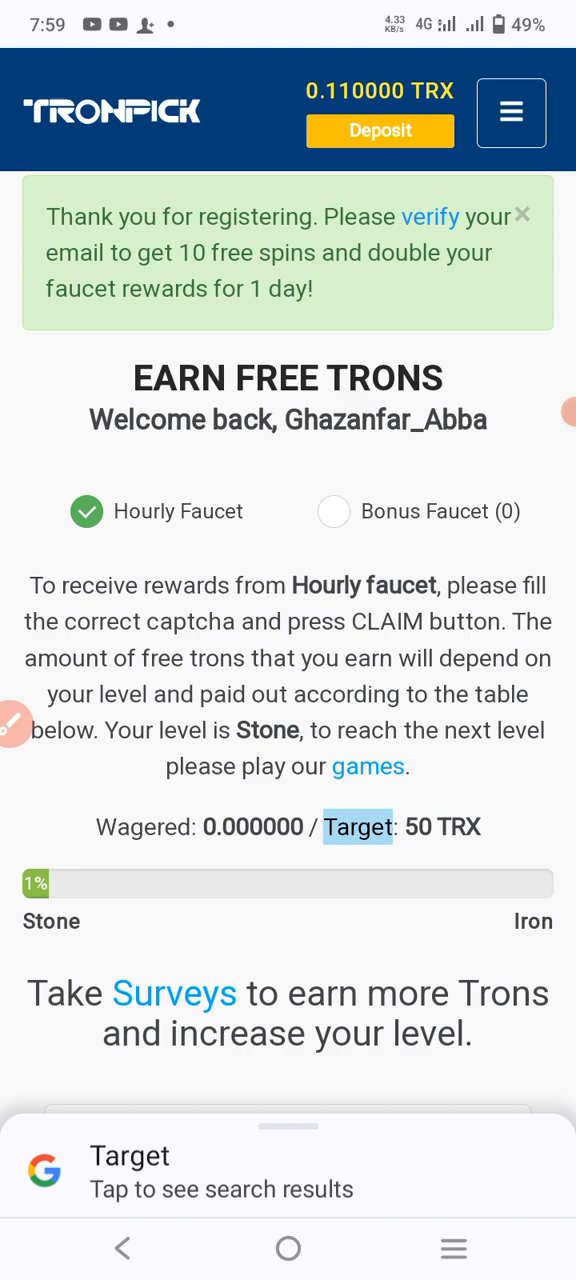 7:59
4.33 KB/s 4G 49%
TRONPICK
0.110000 TRX
Deposit
Thank you for registering. Please verify your ×
email to get 10 free spins and double your
faucet rewards for 1 day!
EARN FREE TRONS
Welcome back, Ghazanfar_Abba
Hourly Faucet Bonus Faucet (0)
To receive rewards from Hourly faucet, please fill
the correct captcha and press CLAIM button. The
amount of free trons that you earn will depend on
your level and paid out according to the table
below. Your level is Stone, to reach the next level
please play our games.
Wagered: 0.000000 / Target: 50 TRX
1%
Stone Iron
Take Surveys to earn more Trons
and increase your level.
Target
Tap to see search results